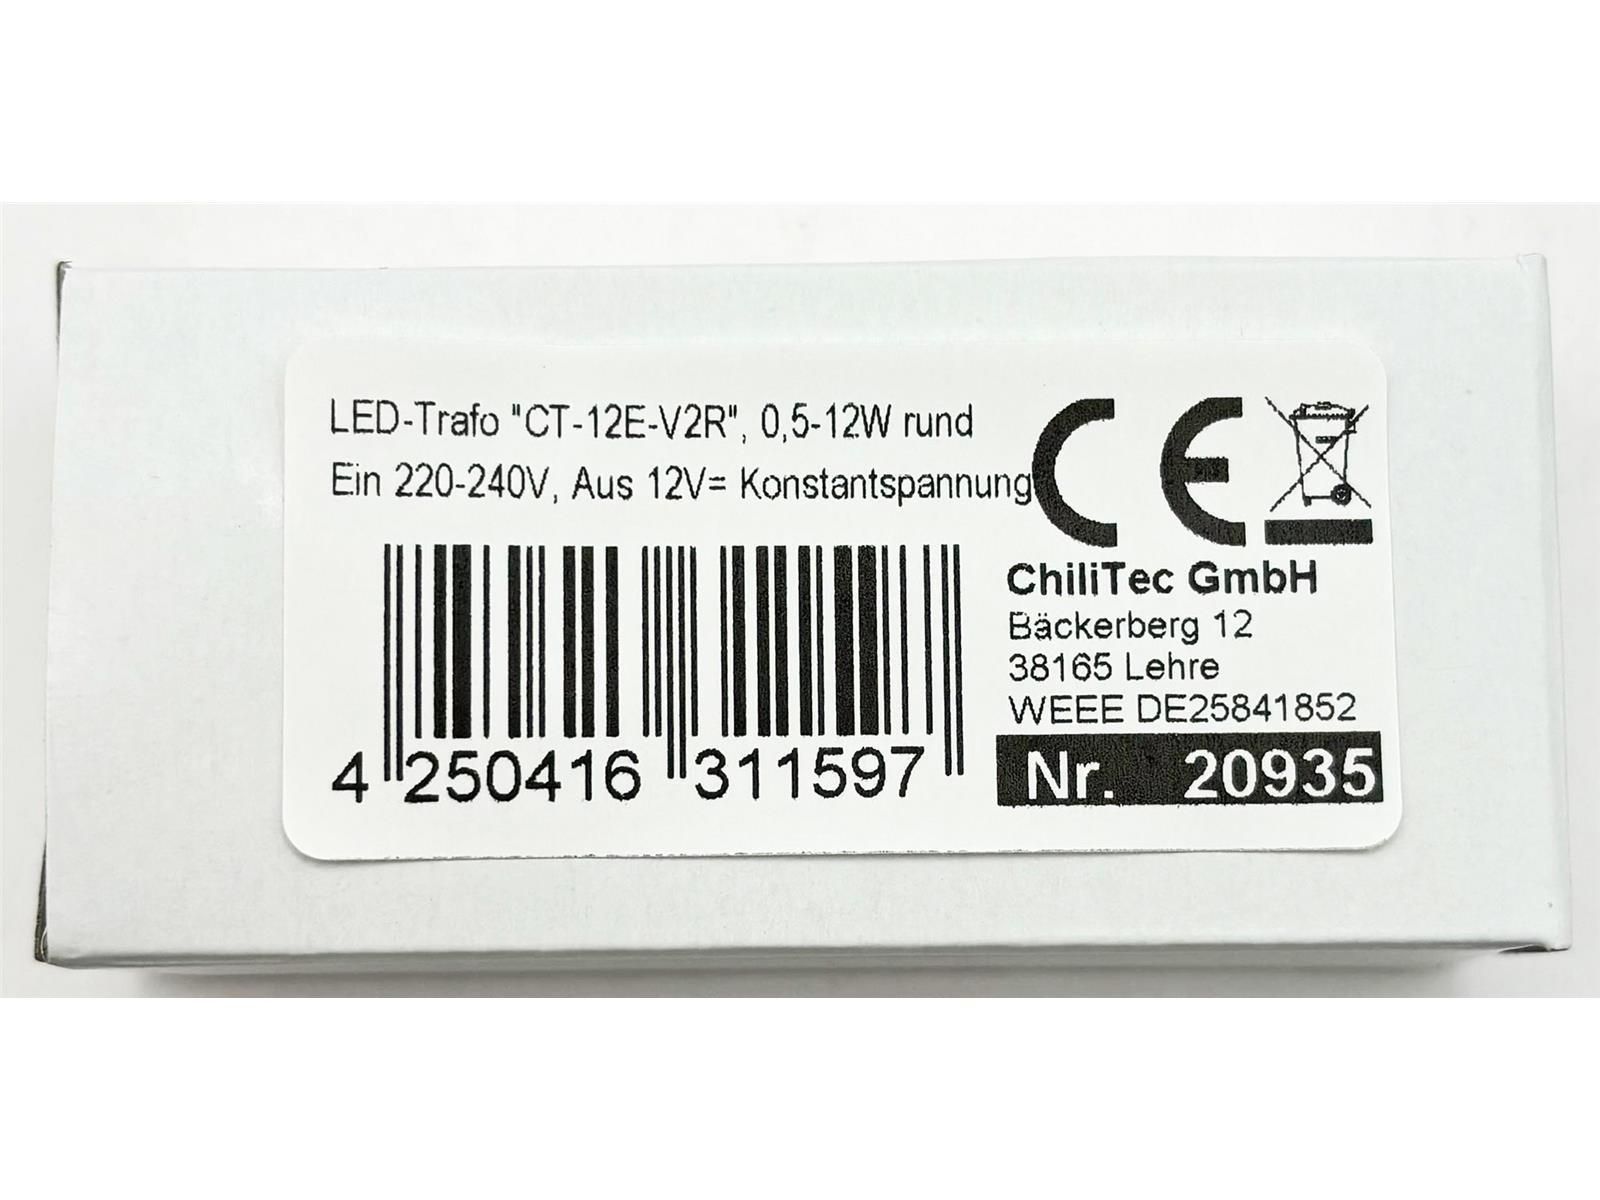 LED-Trafo "CT-12E-V2R", 0,5-12W rund
Ein 220-240V, Aus 12V= Konstantspannung
CE
4 250416 311597
ChiliTec GmbH
Bäckerberg 12
38165 Lehre
WEEE DE25841852
Nr. 20935